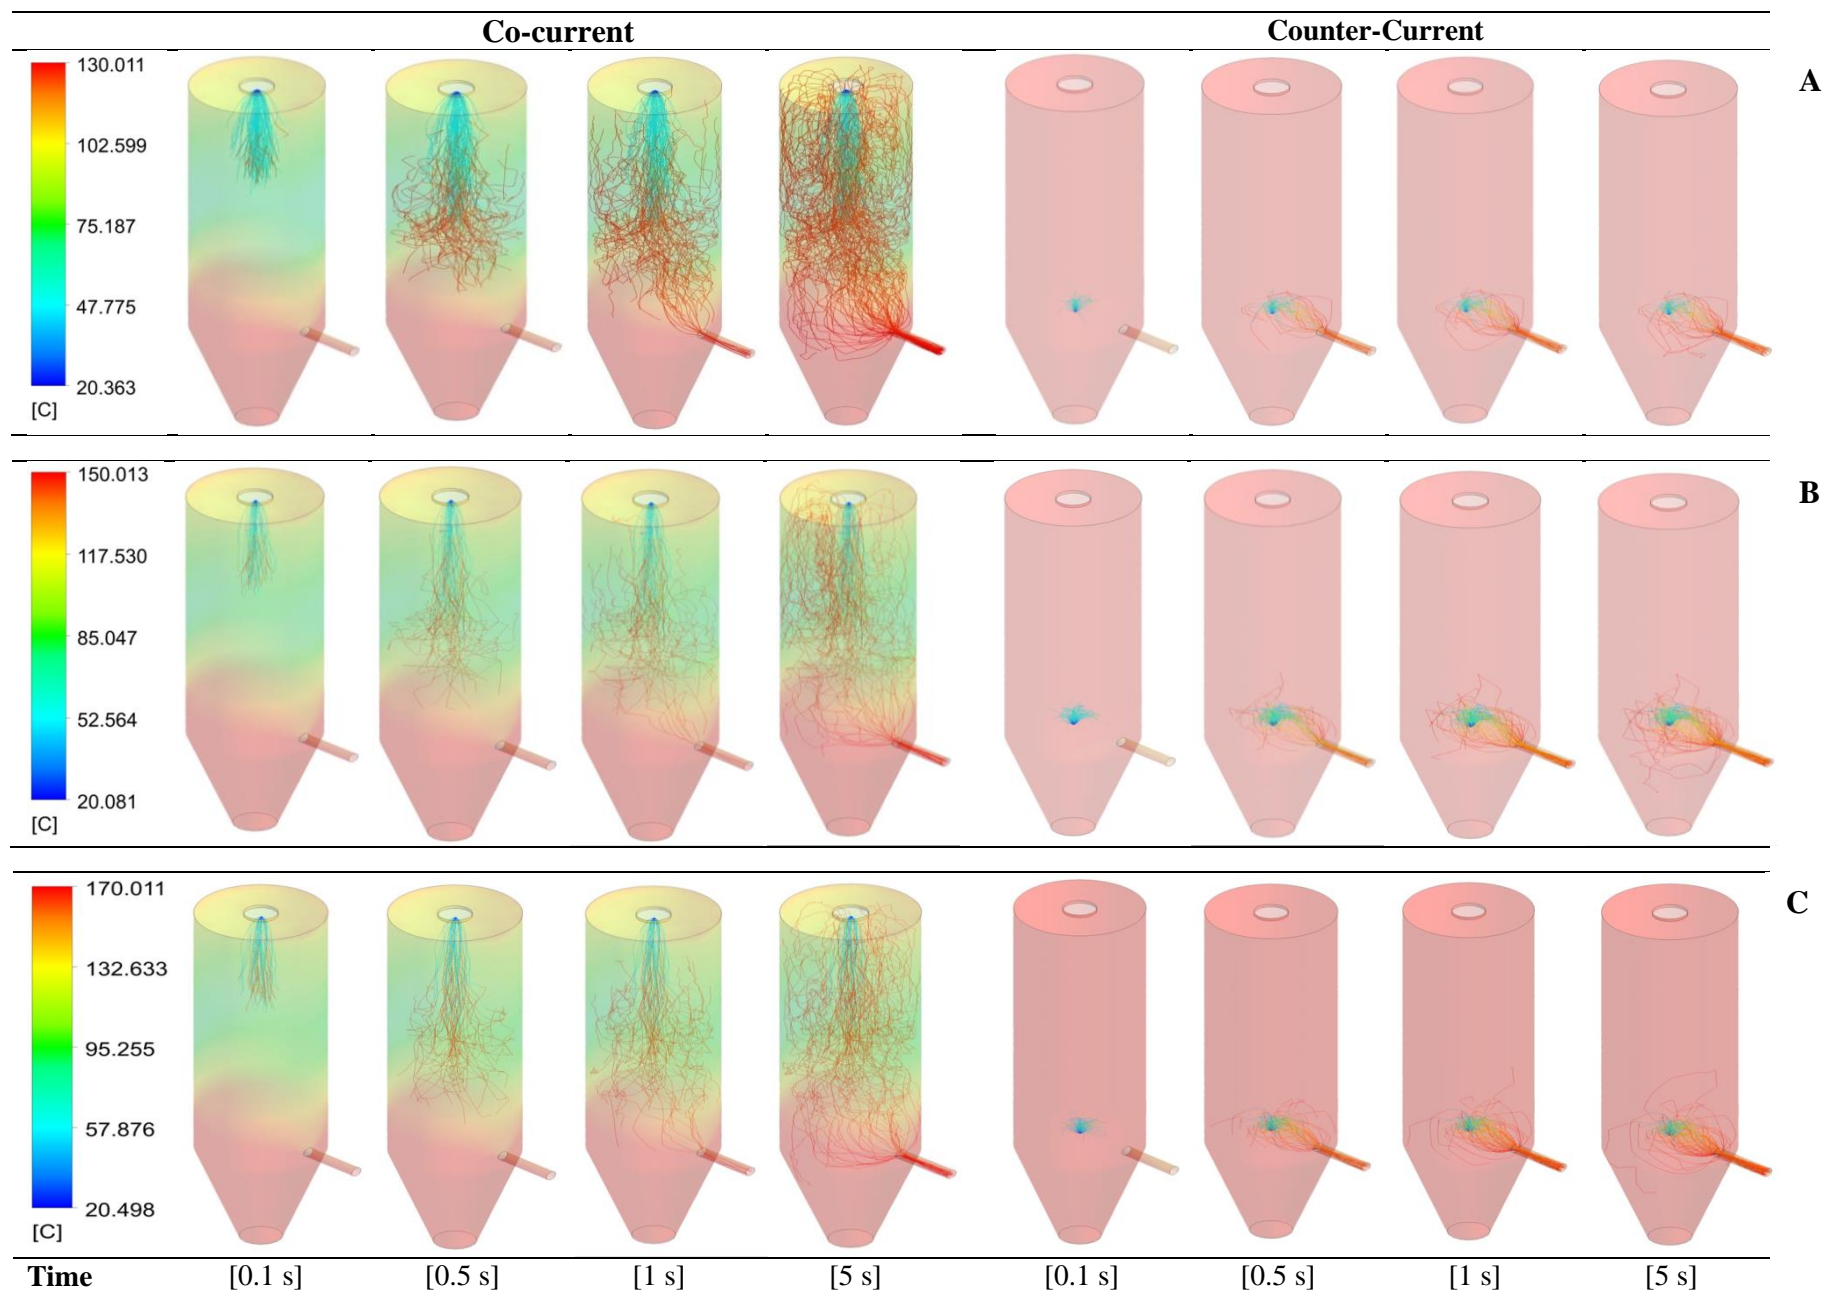 Co-current Counter-Current
A
130.011
102.599
75.187
47.775
20.363
[C]
B
150.013
117.530
85.047
52.564
20.081
[C]
C
170.011
132.633
95.255
57.876
20.498
[C]
Time [0.1 s] [0.5 s] [1 s] [5 s] [0.1 s] [0.5 s] [1 s] [5 s]